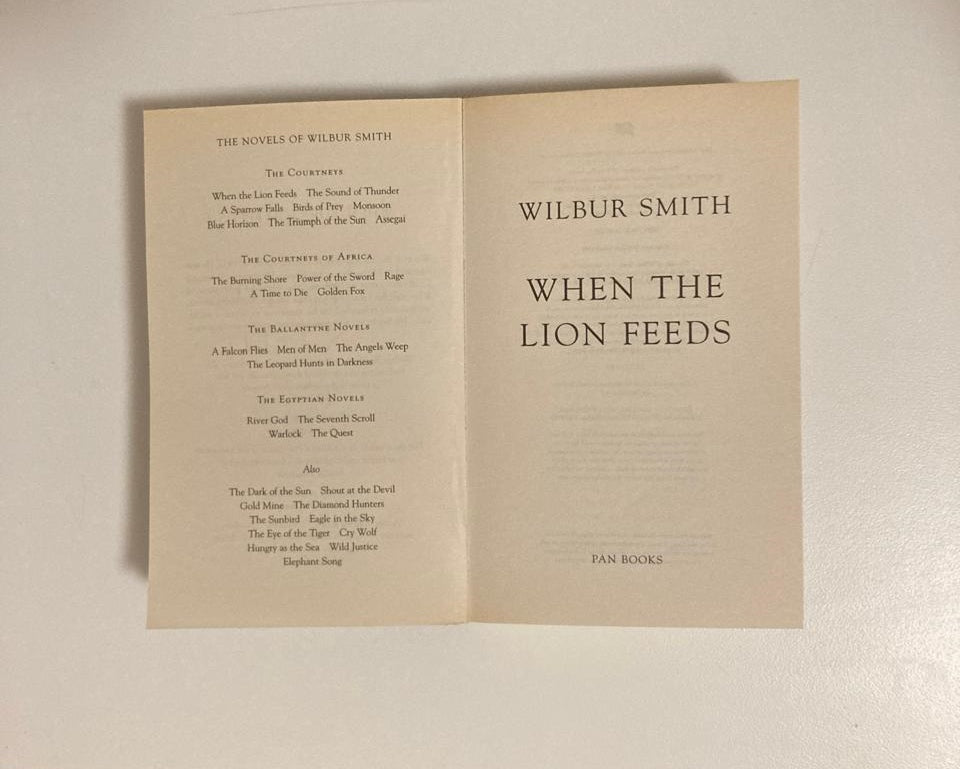 THE NOVELS OF WILBUR SMITH
THE COURTNEYS
When the Lion Feeds The Sound of Thunder
A Sparrow Falls Birds of Prey Monsoon
Blue Horizon The Triumph of the Sun Assegai
THE COURTNEYS OF AFRICA
The Burning Shore Power of the Sword Rage
A Time to Die Golden Fox
THE BALLANTYNE NOVELS
A Falcon Flies Men of Men The Angels Weep
The Leopard Hunts in Darkness
THE EGYPTIAN NOVELS
River God The Seventh Scroll
Warlock The Quest
Also
The Dark of the Sun Shout at the Devil
Gold Mine The Diamond Hunters
The Sunbird Eagle in the Sky
The Eye of the Tiger Cry Wolf
Hungry as the Sea Wild Justice
Elephant Song
WILBUR SMITH
WHEN THE
LION FEEDS
PAN BOOKS